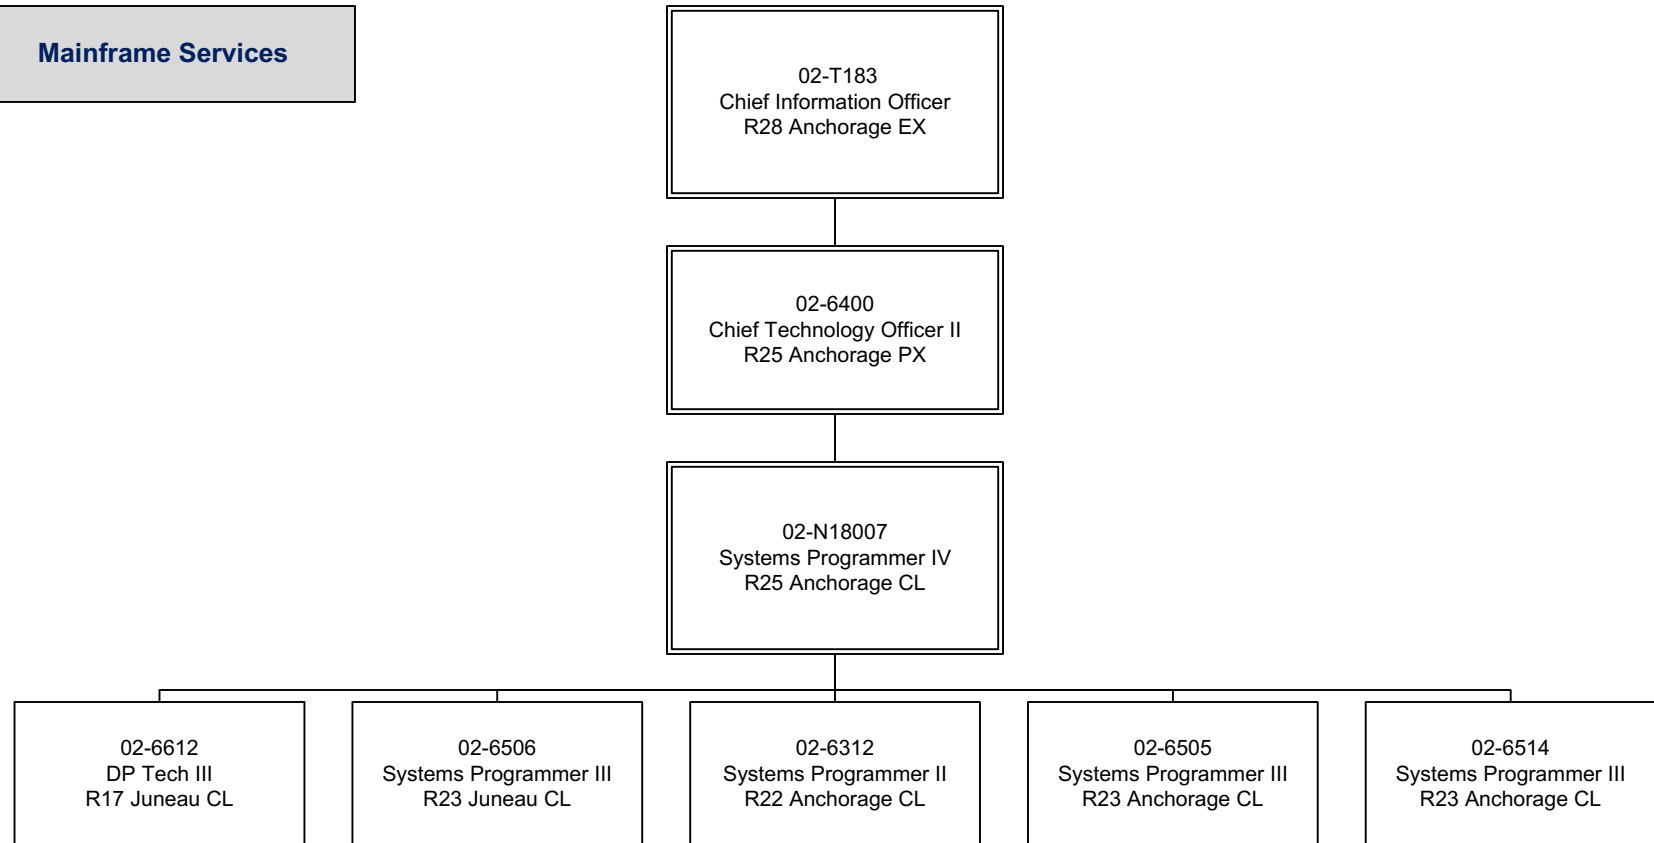 Mainframe Services
02-T183
Chief Information Officer
R28 Anchorage EX
02-6400
Chief Technology Officer II
R25 Anchorage PX
02-N18007
Systems Programmer IV
R25 Anchorage CL
02-6612
DP Tech III
R17 Juneau CL
02-6506
Systems Programmer III
R23 Juneau CL
02-6312
Systems Programmer II
R22 Anchorage CL
02-6505
Systems Programmer III
R23 Anchorage CL
02-6514
Systems Programmer III
R23 Anchorage CL